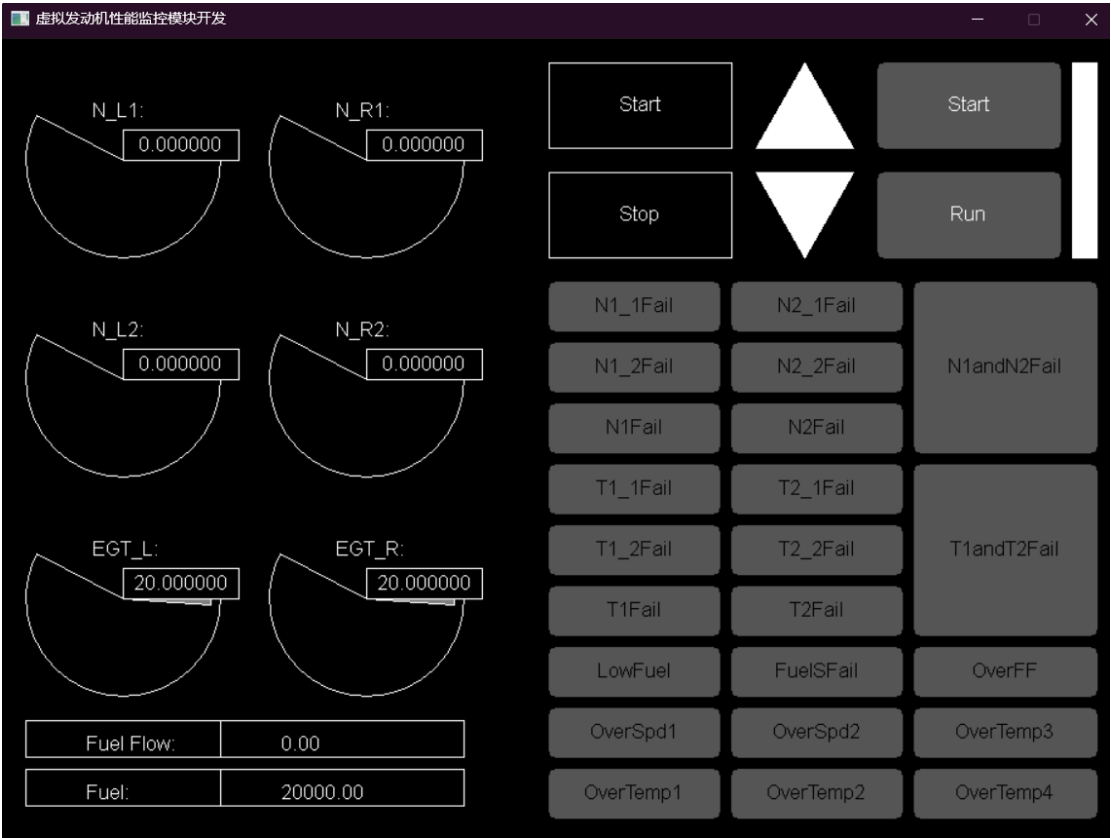 虚拟发动机性能监控模块开发
N_L1:
0.000000
N_R1:
0.000000
N_L2:
0.000000
N_R2:
0.000000
EGT_L:
20.000000
EGT_R:
20.000000
Fuel Flow: 0.00
Fuel: 20000.00
Start
Start
Stop
Run
N1_1Fail
N2_1Fail
N1andN2Fail
N1_2Fail
N2_2Fail
N1Fail
N2Fail
T1_1Fail
T2_1Fail
T1andT2Fail
T1_2Fail
T2_2Fail
T1Fail
T2Fail
LowFuel
FuelSFail
OverFF
OverSpd1
OverSpd2
OverTemp3
OverTemp1
OverTemp2
OverTemp4